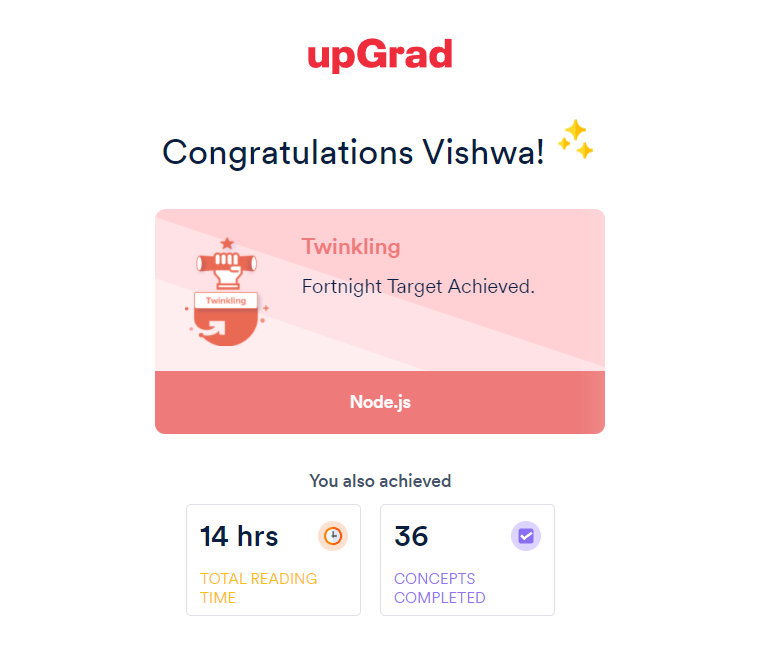 upGrad
Congratulations Vishwa!
Twinkling
Fortnight Target Achieved.
Twinkling
Node.js
You also achieved
14 hrs
TOTAL READING
TIME
36
CONCEPTS
COMPLETED